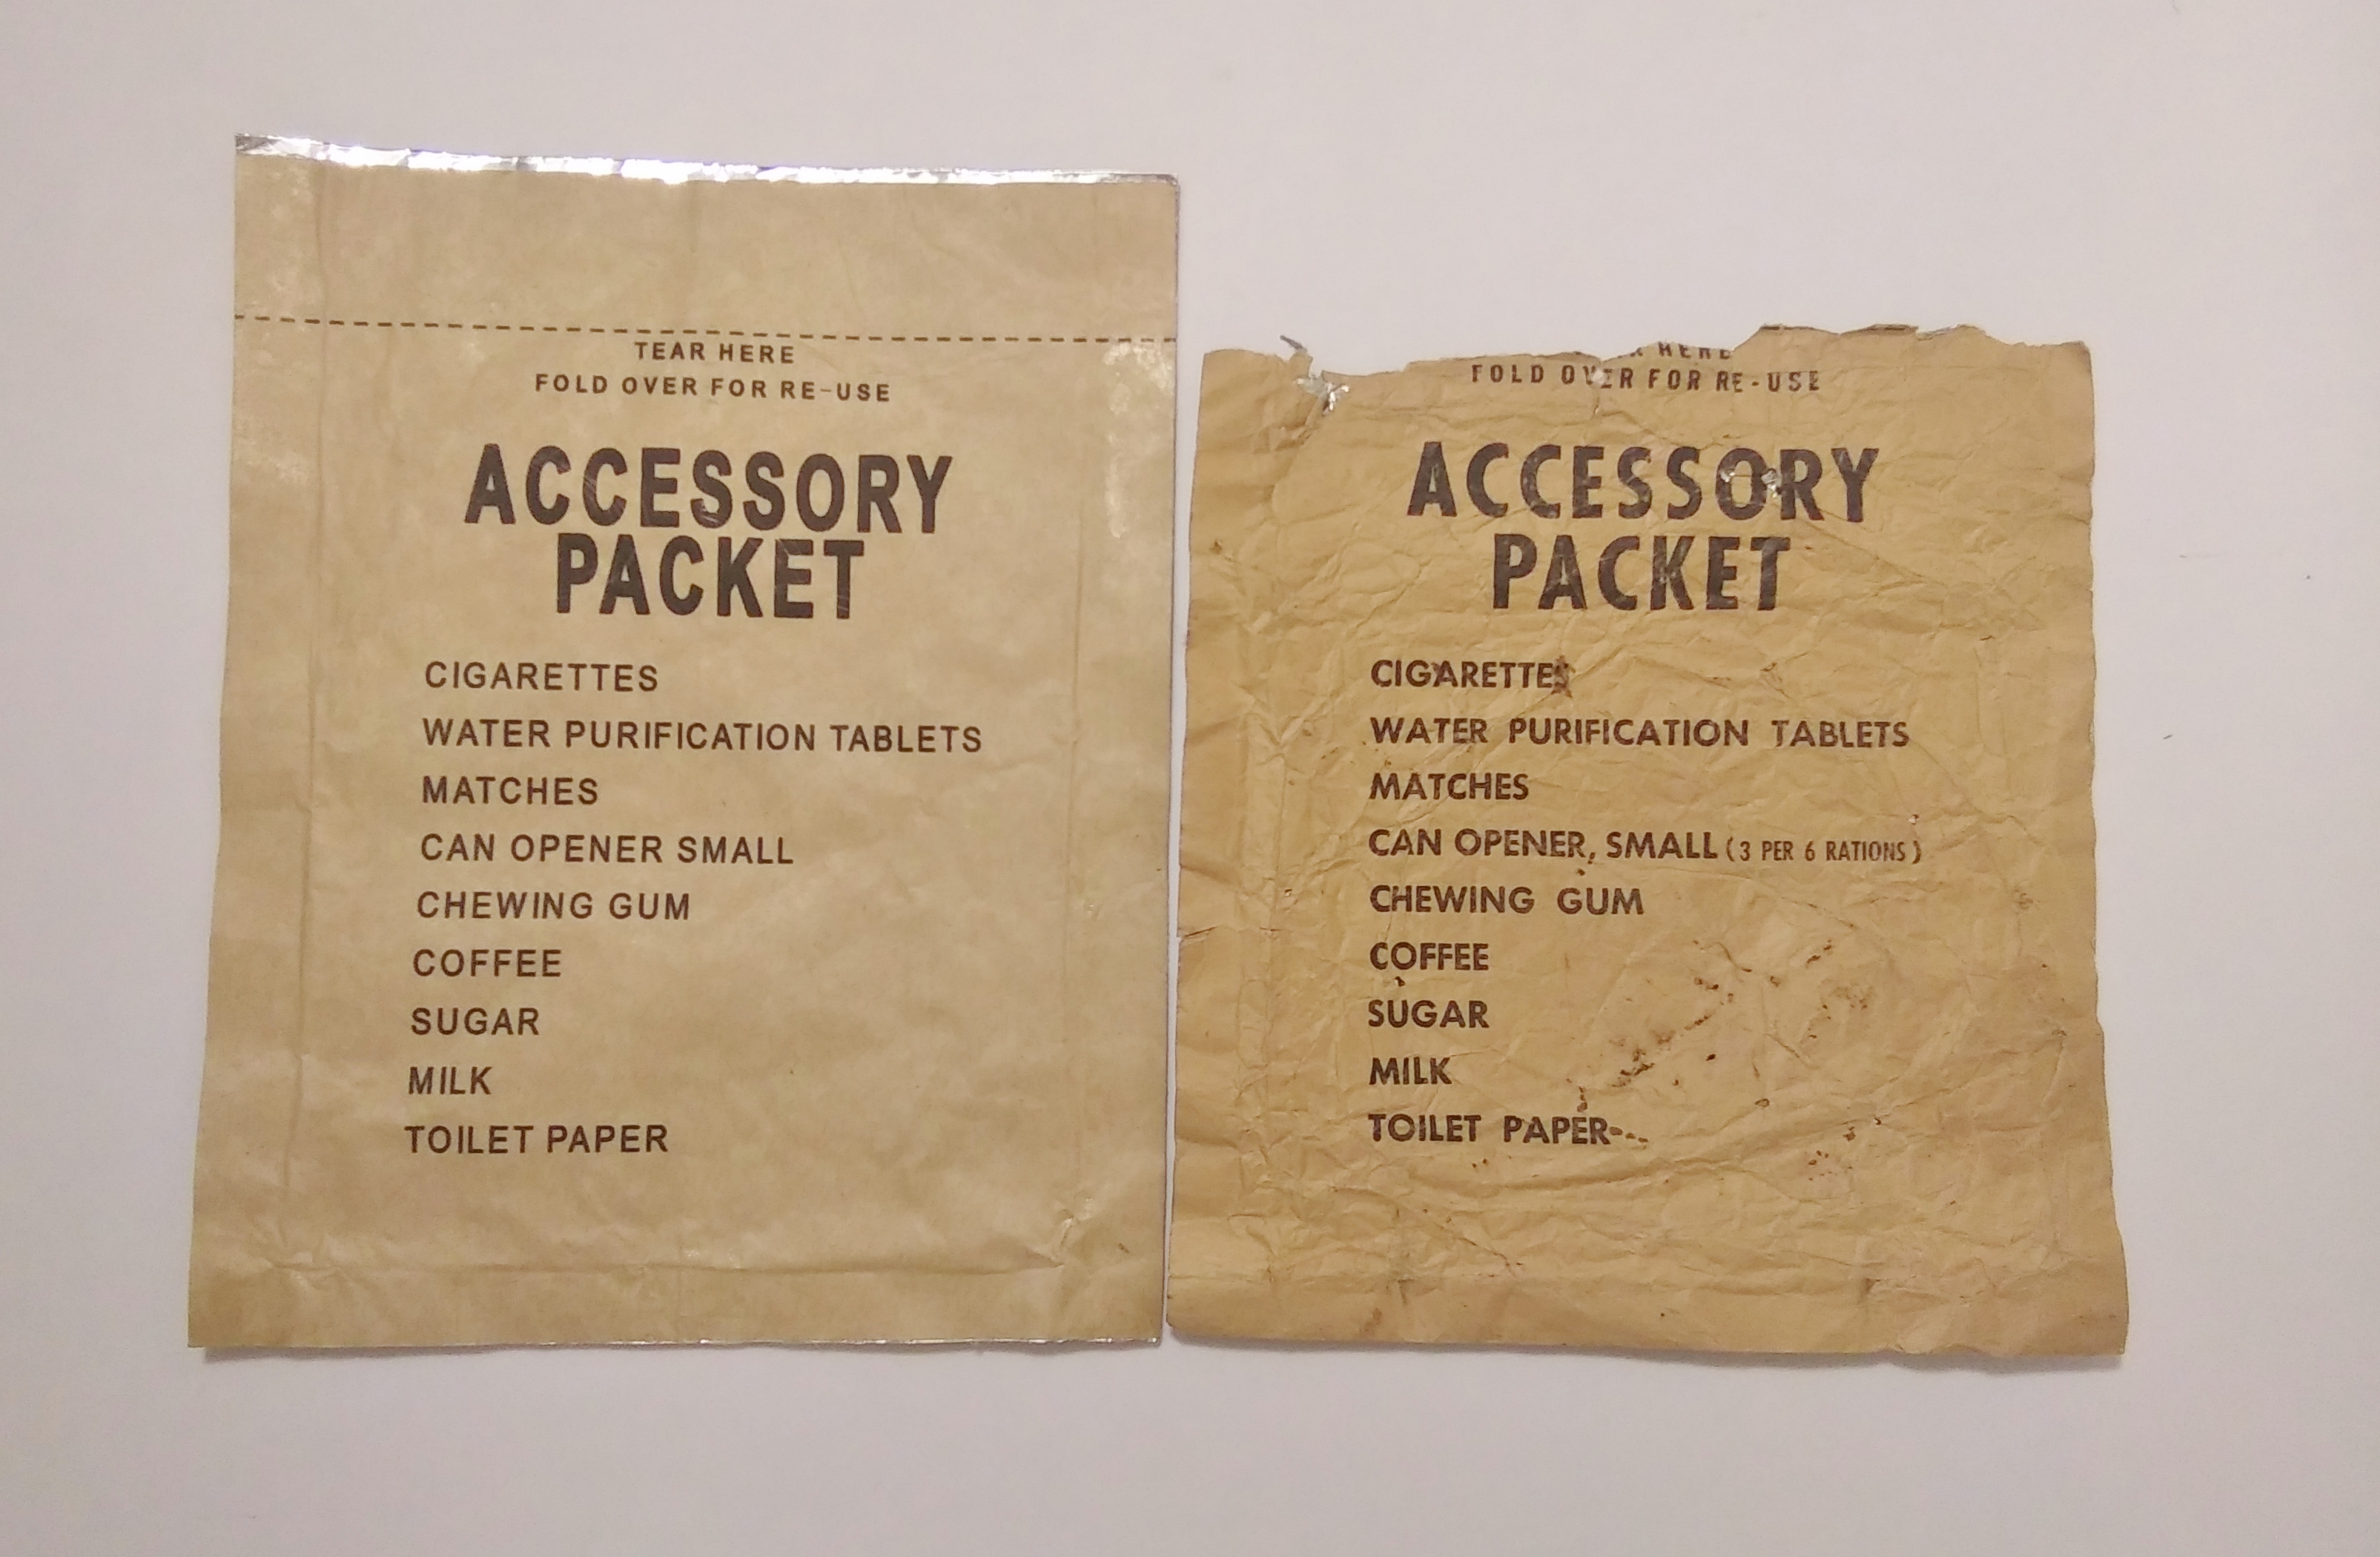 TEAR HERE
FOLD OVER FOR RE-USE
ACCESSORY
PACKET
CIGARETTES
WATER PURIFICATION TABLETS
MATCHES
CAN OPENER SMALL
CHEWING GUM
COFFEE
SUGAR
MILK
TOILET PAPER
HERE
FOLD OVER FOR RE-USE
ACCESSORY
PACKET
CIGARETTES
WATER PURIFICATION TABLETS
MATCHES
CAN OPENER, SMALL (3 PER 6 RATIONS)
CHEWING GUM
COFFEE
SUGAR
MILK
TOILET PAPER